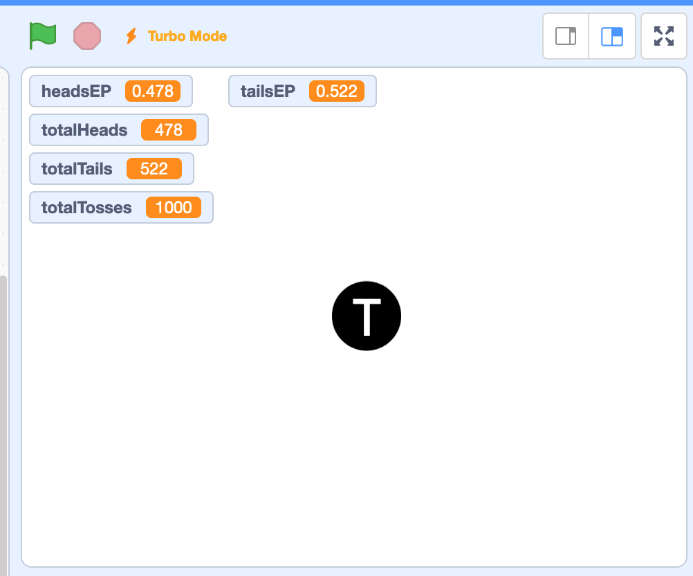 Turbo Mode
headsEP 0.478 tailsEP 0.522
totalHeads 478
totalTails 522
totalTosses 1000
T